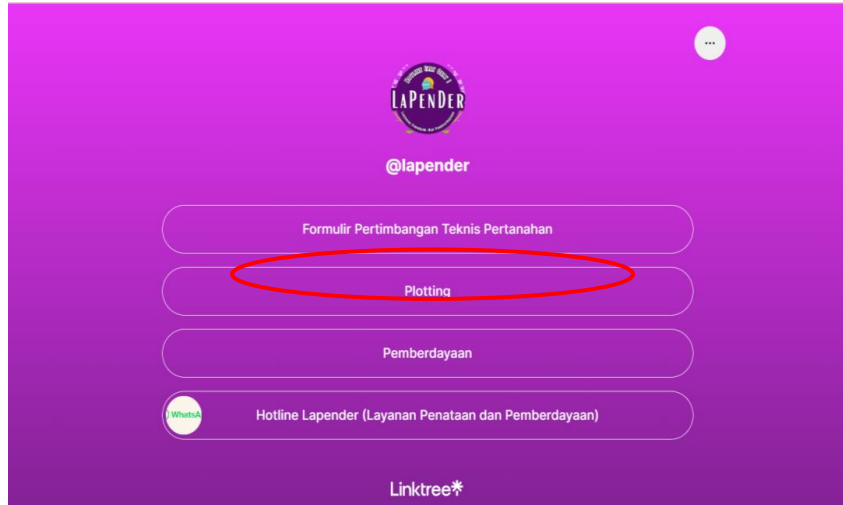 ...
LAPENDER
@lapender
Formulir Pertimbangan Teknis Pertanahan
Plotting
Pemberdayaan
WhatsA
Hotline Lapender (Layanan Penataan dan Pemberdayaan)
Linktree*